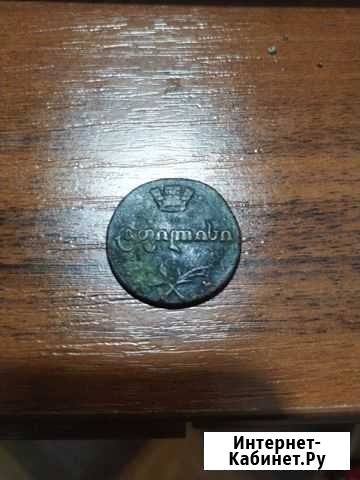 ტფილისი
Интернет-
Кабинет.Ру